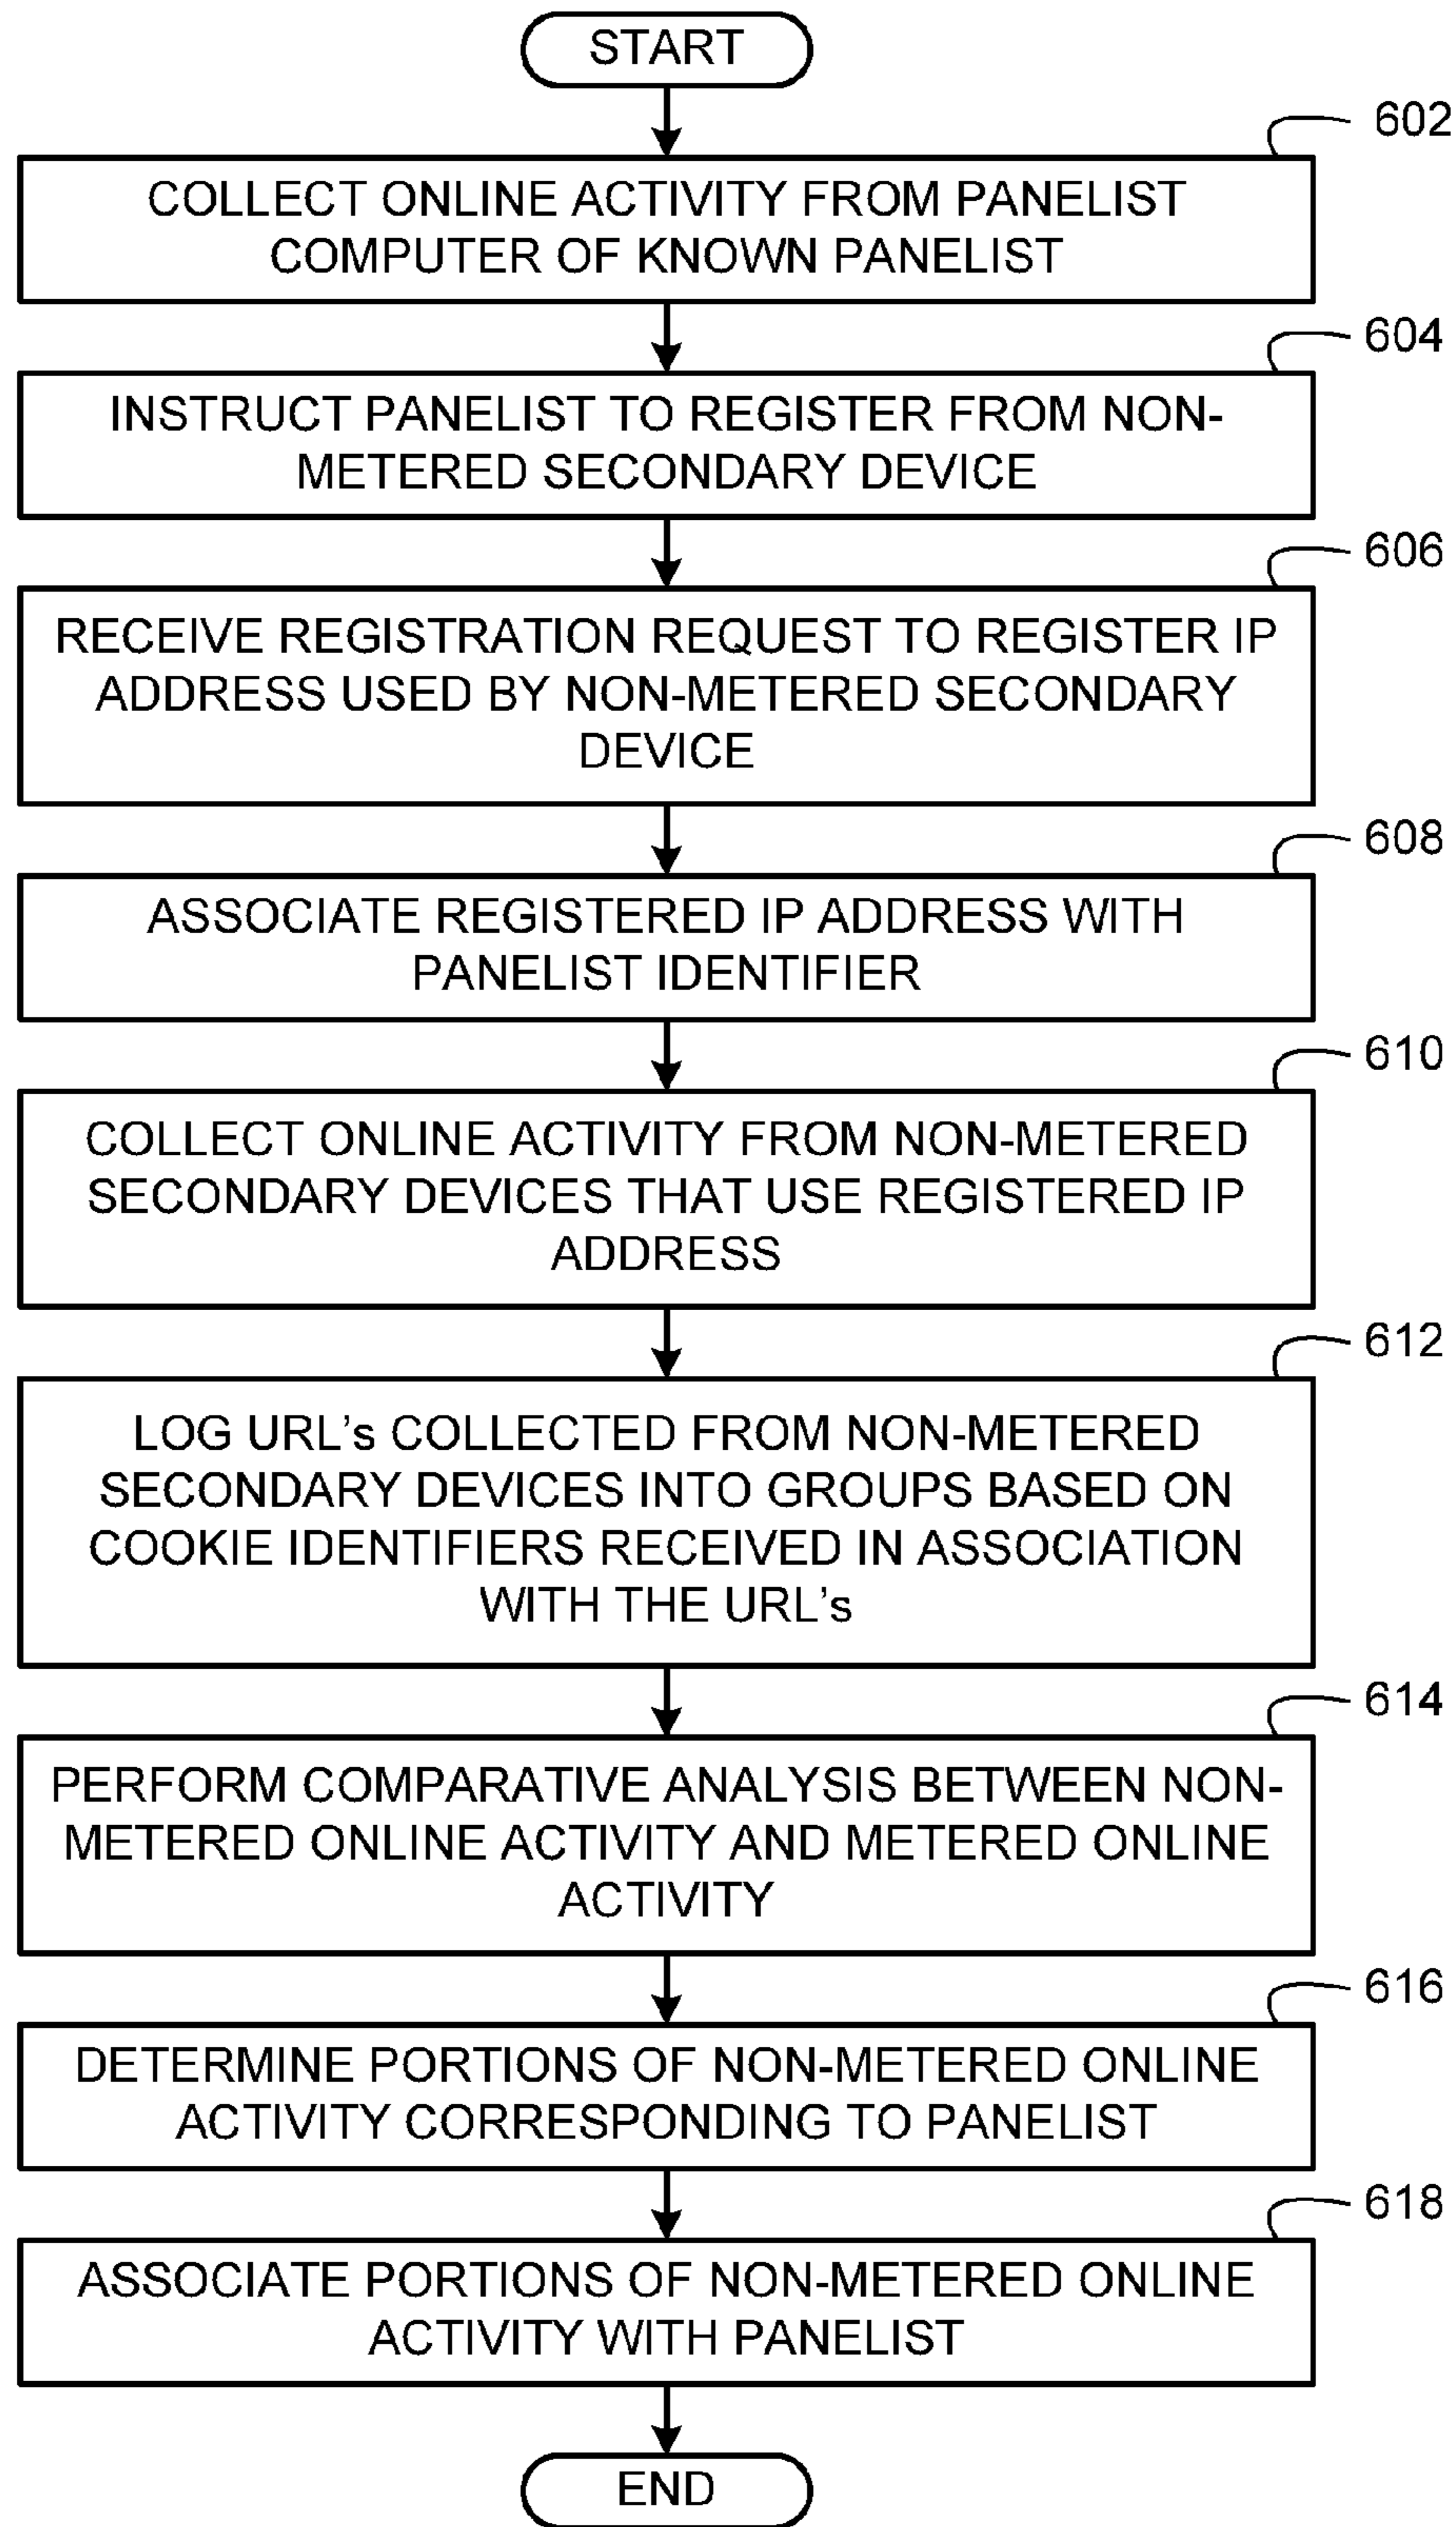 START
602
COLLECT ONLINE ACTIVITY FROM PANELIST
COMPUTER OF KNOWN PANELIST
604
INSTRUCT PANELIST TO REGISTER FROM NON-
METERED SECONDARY DEVICE
606
RECEIVE REGISTRATION REQUEST TO REGISTER IP
ADDRESS USED BY NON-METERED SECONDARY
DEVICE
608
ASSOCIATE REGISTERED IP ADDRESS WITH
PANELIST IDENTIFIER
610
COLLECT ONLINE ACTIVITY FROM NON-METERED
SECONDARY DEVICES THAT USE REGISTERED IP
ADDRESS
612
LOG URL's COLLECTED FROM NON-METERED
SECONDARY DEVICES INTO GROUPS BASED ON
COOKIE IDENTIFIERS RECEIVED IN ASSOCIATION
WITH THE URL's
614
PERFORM COMPARATIVE ANALYSIS BETWEEN NON-
METERED ONLINE ACTIVITY AND METERED ONLINE
ACTIVITY
616
DETERMINE PORTIONS OF NON-METERED ONLINE
ACTIVITY CORRESPONDING TO PANELIST
618
ASSOCIATE PORTIONS OF NON-METERED ONLINE
ACTIVITY WITH PANELIST
END